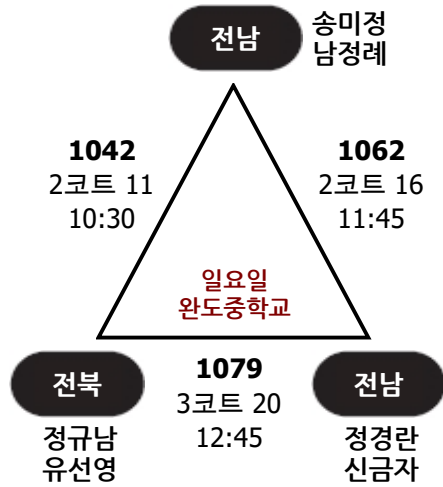 전남
송미정
남정례
1042
2코트 11
10:30
1062
2코트 16
11:45
일요일
완도중학교
전북
정규남
유선영
1079
3코트 20
12:45
전남
정경란
신금자